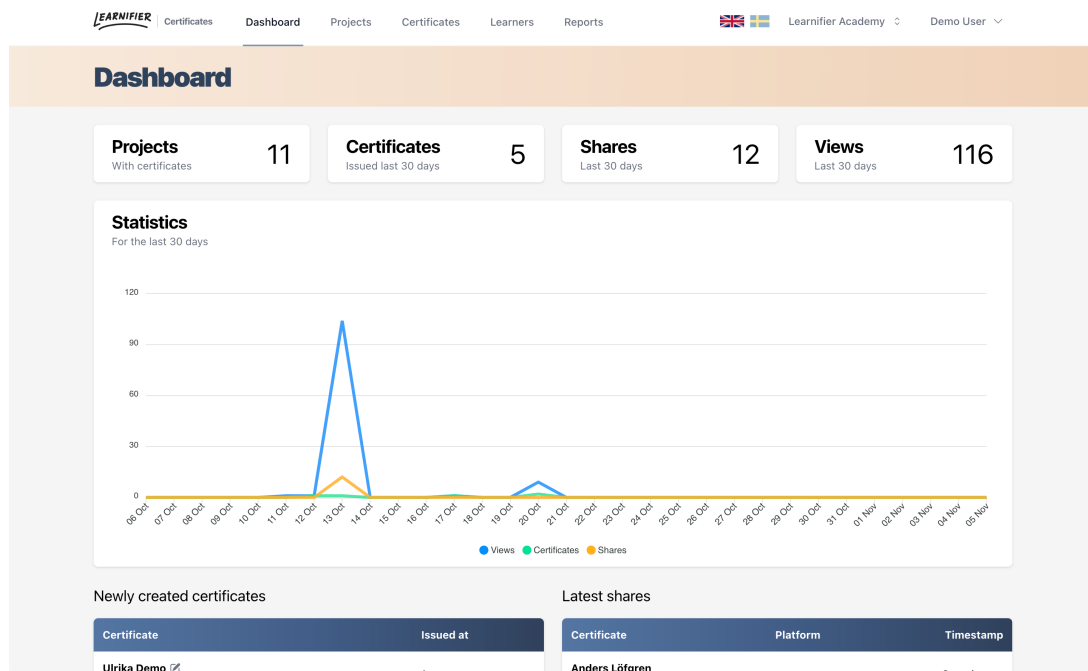 LEARNIFIER Certificates Dashboard Projects Certificates Learners Reports Learnifier Academy Demo User
Dashboard
Projects
With certificates
11
Certificates
Issued last 30 days
5
Shares
Last 30 days
12
Views
Last 30 days
116
Statistics
For the last 30 days
120
90
60
30
0
06 Oct 07 Oct 08 Oct 09 Oct 10 Oct 11 Oct 12 Oct 13 Oct 14 Oct 15 Oct 16 Oct 17 Oct 18 Oct 19 Oct 20 Oct 21 Oct 22 Oct 23 Oct 24 Oct 25 Oct 26 Oct 27 Oct 28 Oct 29 Oct 30 Oct 31 Oct 01 Nov 02 Nov 03 Nov 04 Nov 05 Nov
Views Certificates Shares
Newly created certificates
Certificate Issued at
Ulrika Demo
Latest shares
Certificate Platform Timestamp
Anders Löfgren